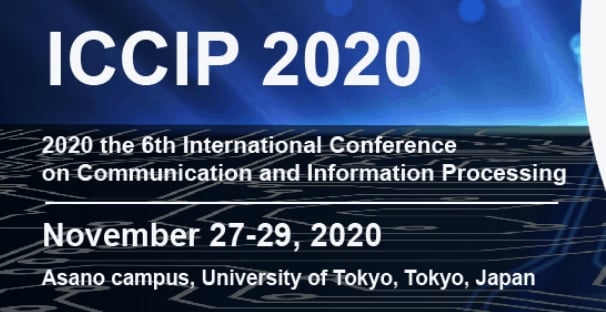 ICCIP 2020
2020 the 6th International Conference
on Communication and Information Processing
November 27-29, 2020
Asano campus, University of Tokyo, Tokyo, Japan